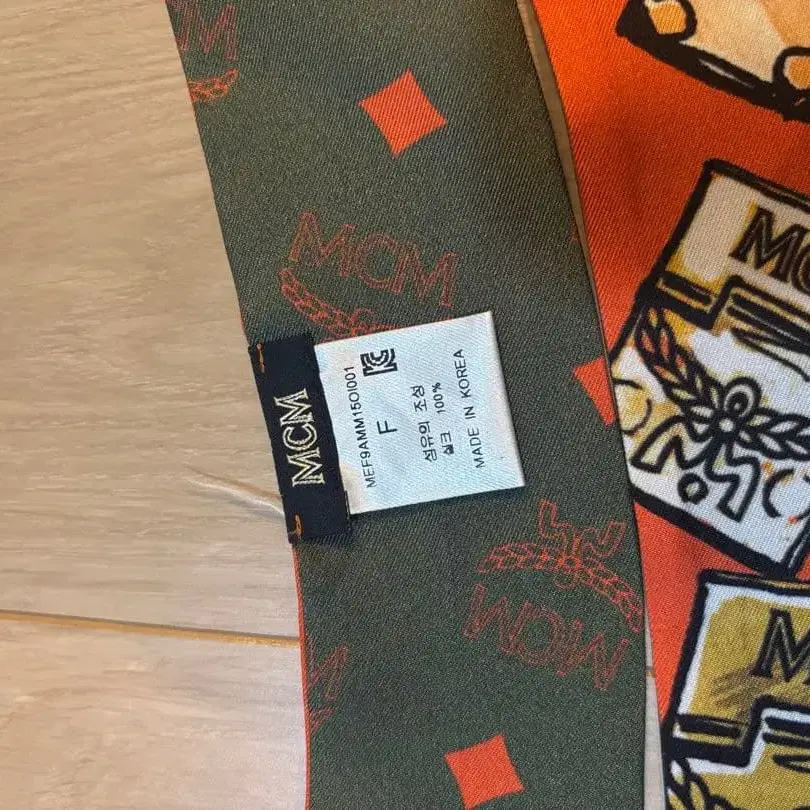 MCM
MCM
MCM
MEF9AMM15OI001
F
섬유의 조성
실크 100%
MADE IN KOREA
MCM
MCM